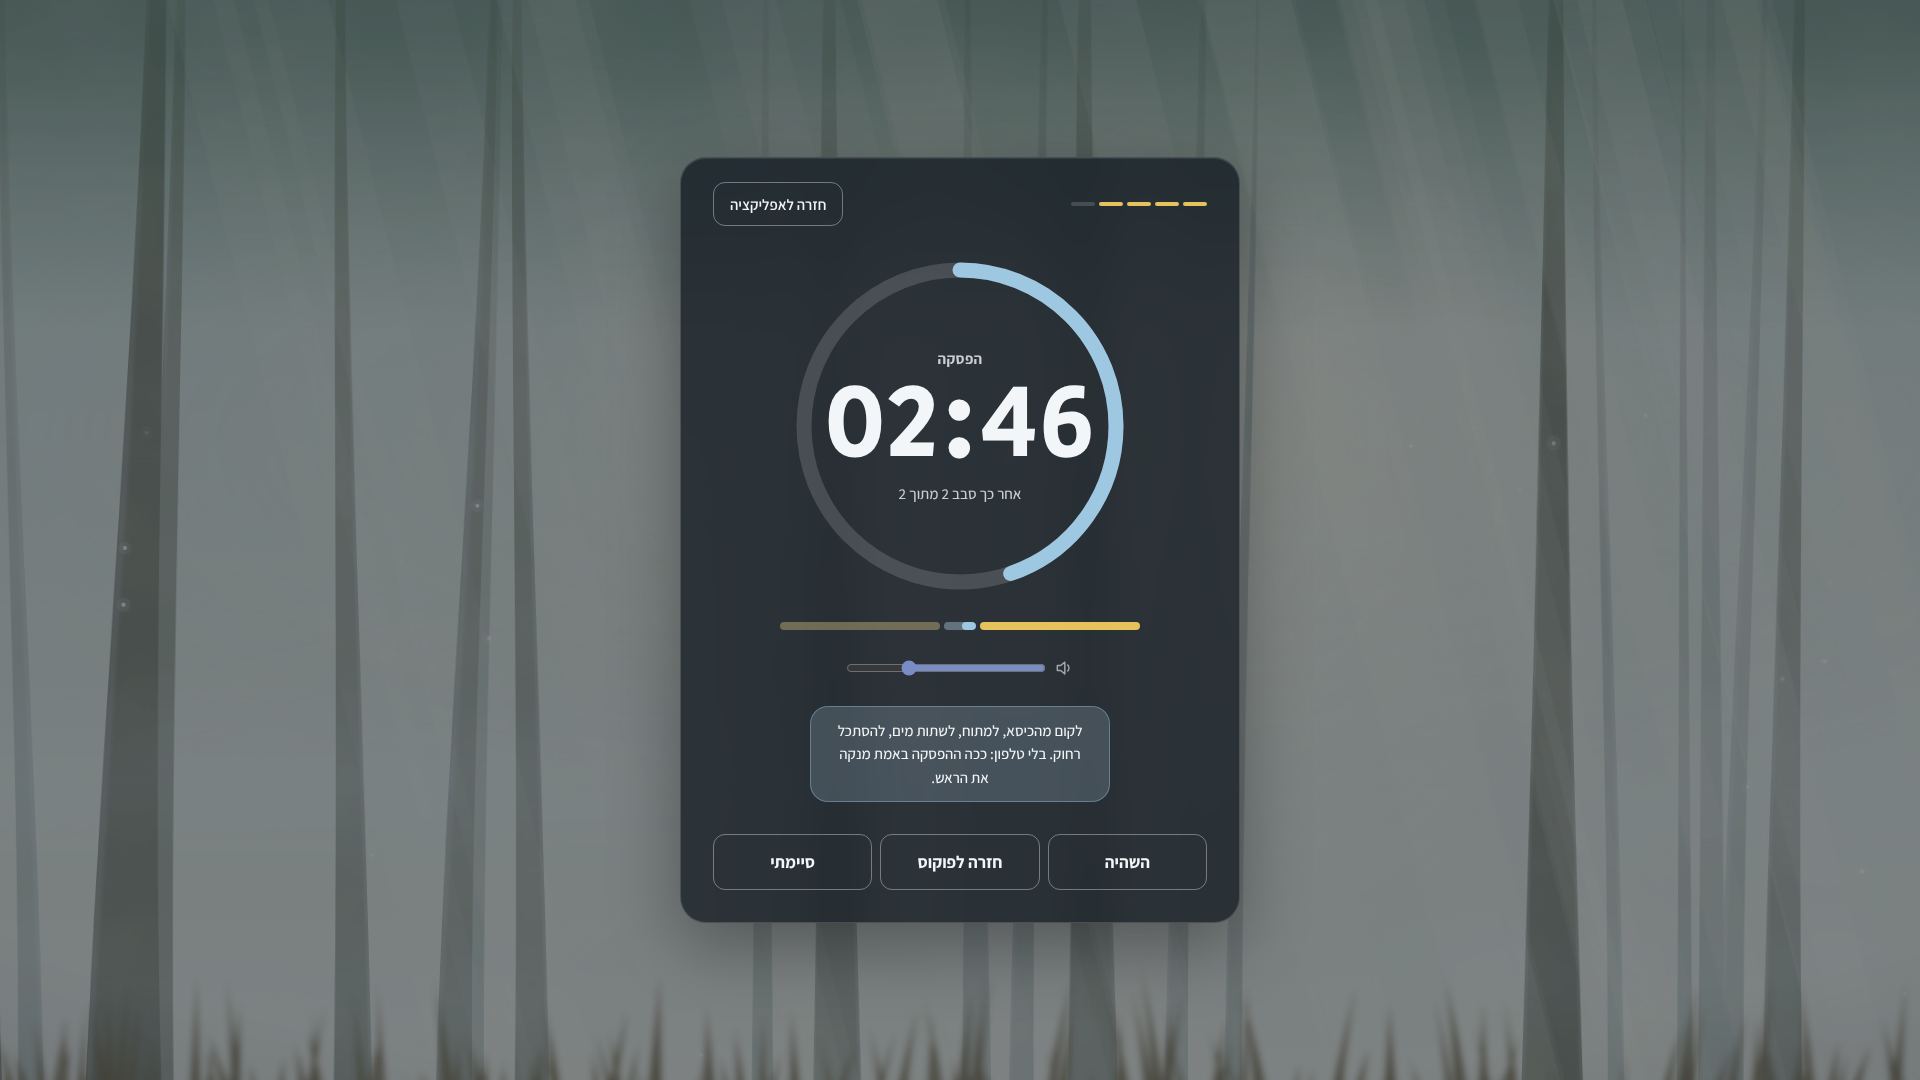 חזרה לאפליקציה
הפסקה
02:46
אחר כך סבב 2 מתוך 2
לקום מהכיסא, למתוח, לשתות מים, להסתכל
רחוק. בלי טלפון: ככה ההפסקה באמת מנקה
את הראש.
השהיה
חזרה לפוקוס
סיימתי